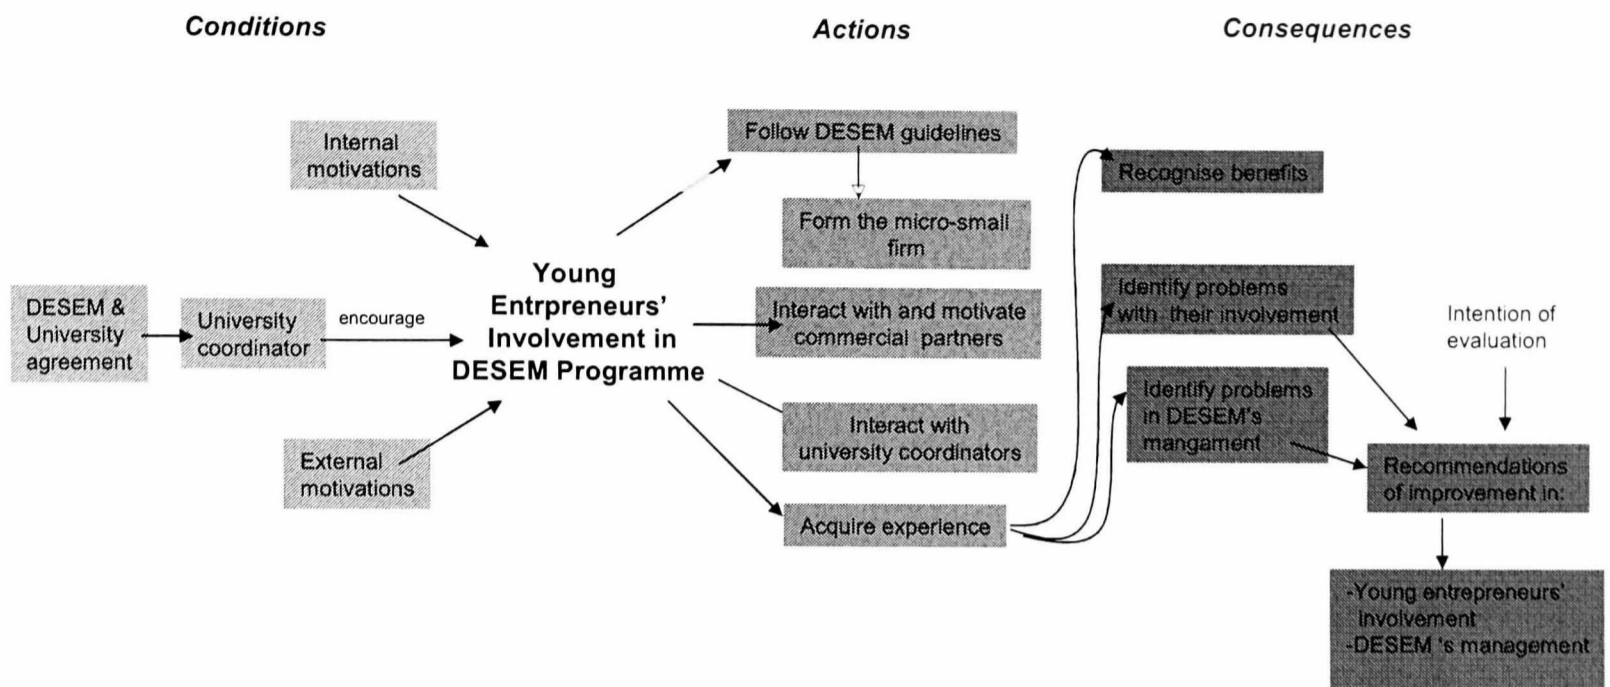 Conditions
Actions
Consequences
Internal
motivations
DESEM &
University
agreement
University
coordinator
encourage
External
motivations
Young
Entrpreneurs’
Involvement in
DESEM Programme
Follow DESEM guidelines
Form the micro-small
firm
Interact with and motivate
commercial partners
Interact with
university coordinators
Acquire experience
Recognise benefits
Identify problems
with their involvement
Identify problems
in DESEM's
mangament
Intention of
evaluation
Recommendations
of improvement in:
-Young entrepreneurs’
involvement
-DESEM 's management